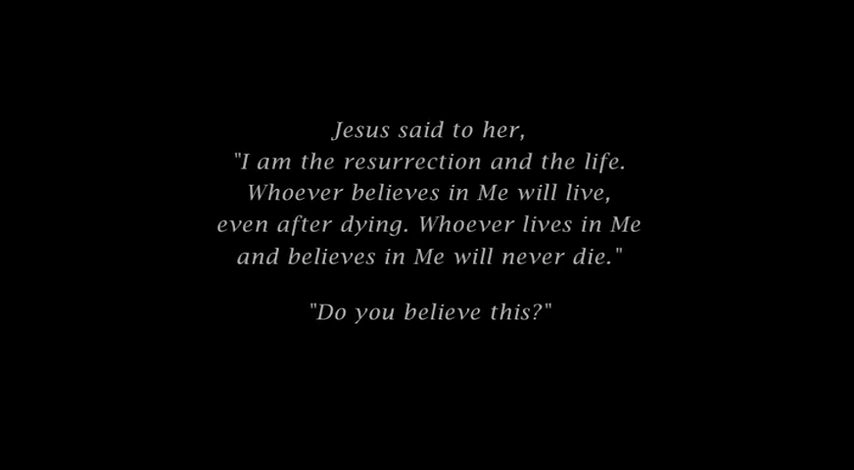 Jesus said to her,
"I am the resurrection and the life.
Whoever believes in Me will live,
even after dying. Whoever lives in Me
and believes in Me will never die."
"Do you believe this?"